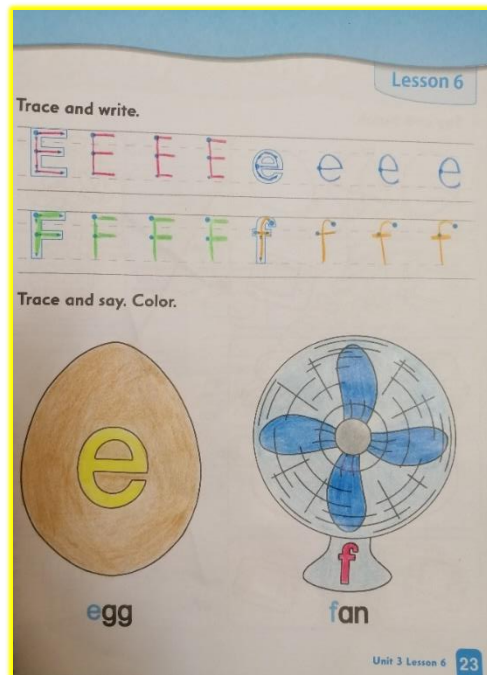 Lesson 6
Trace and write.
E E E E e e e e
F F F F f f f f
Trace and say. Color.
e
f
egg
fan
Unit 3 Lesson 6 23